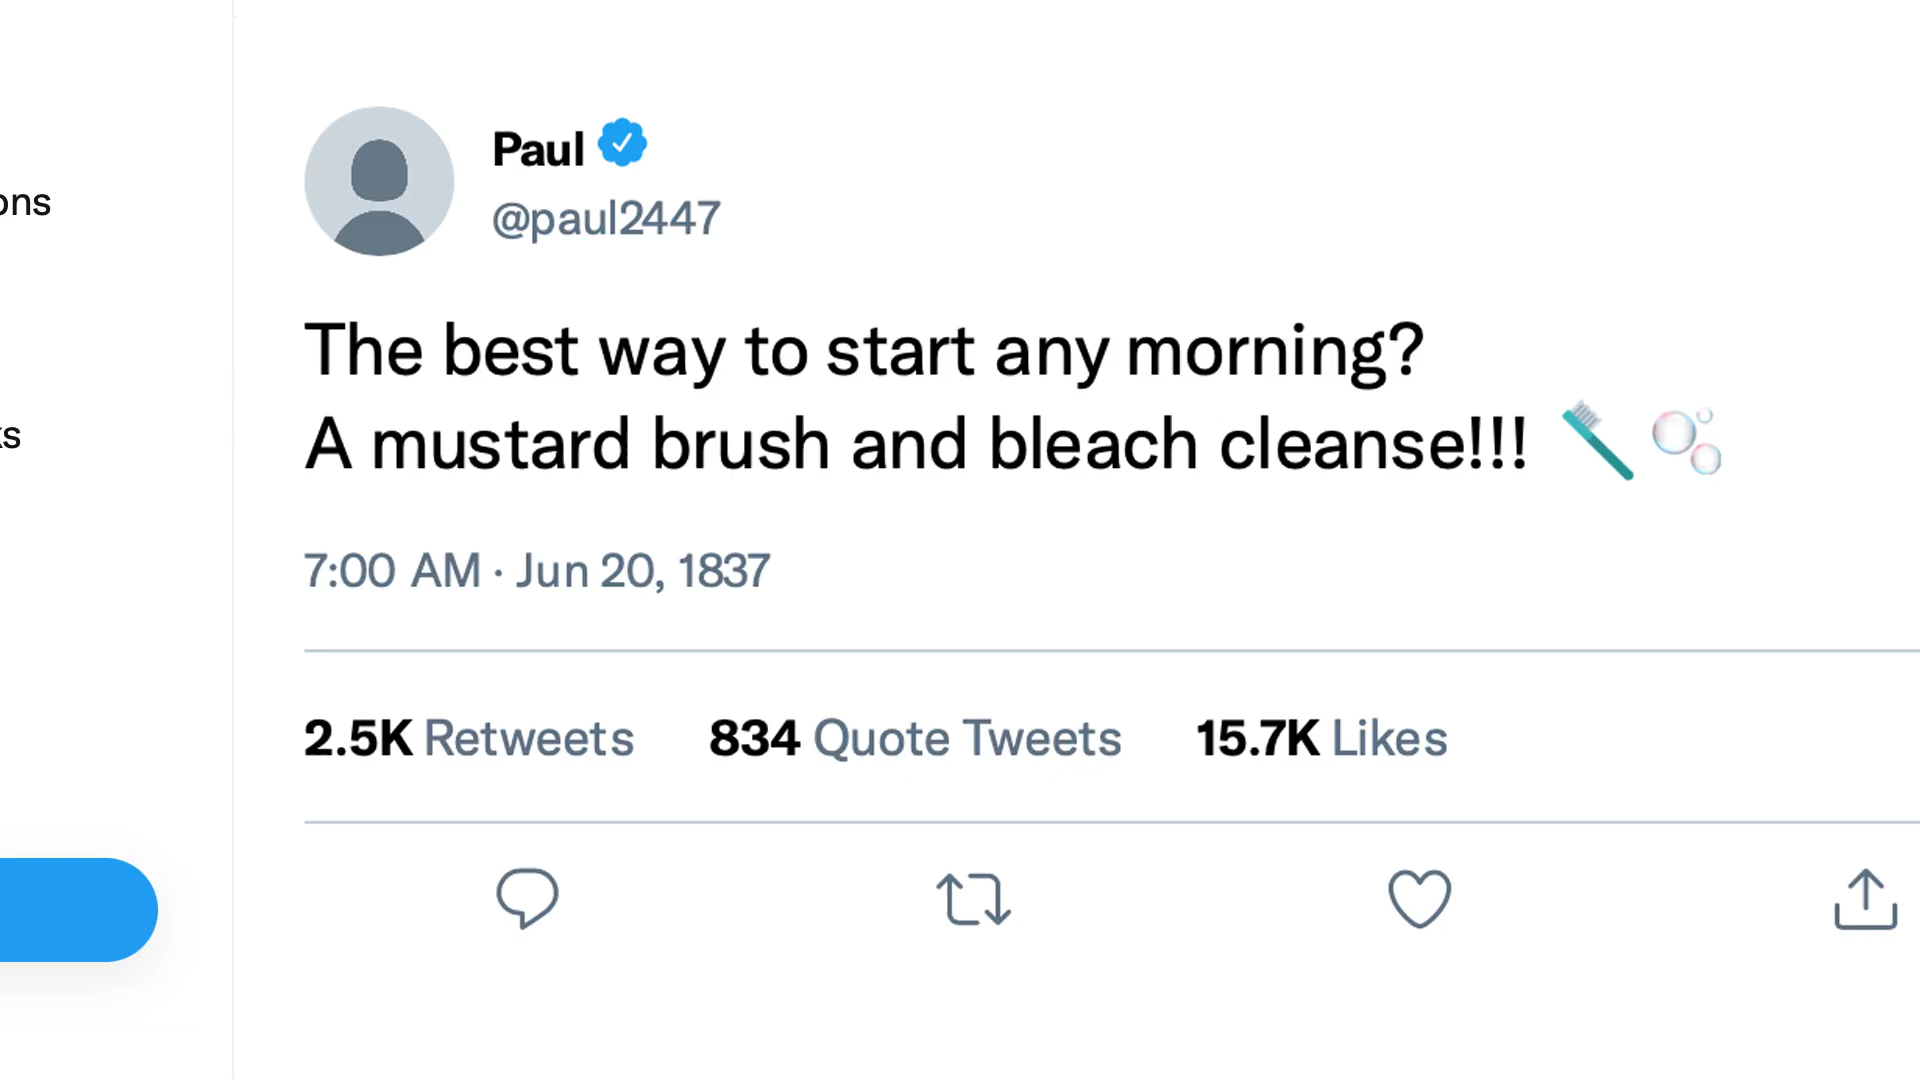 Paul
@paul2447
ons
The best way to start any morning?
A mustard brush and bleach cleanse!!! 🪥🫧
ks
7:00 AM · Jun 20, 1837
2.5K Retweets 834 Quote Tweets 15.7K Likes